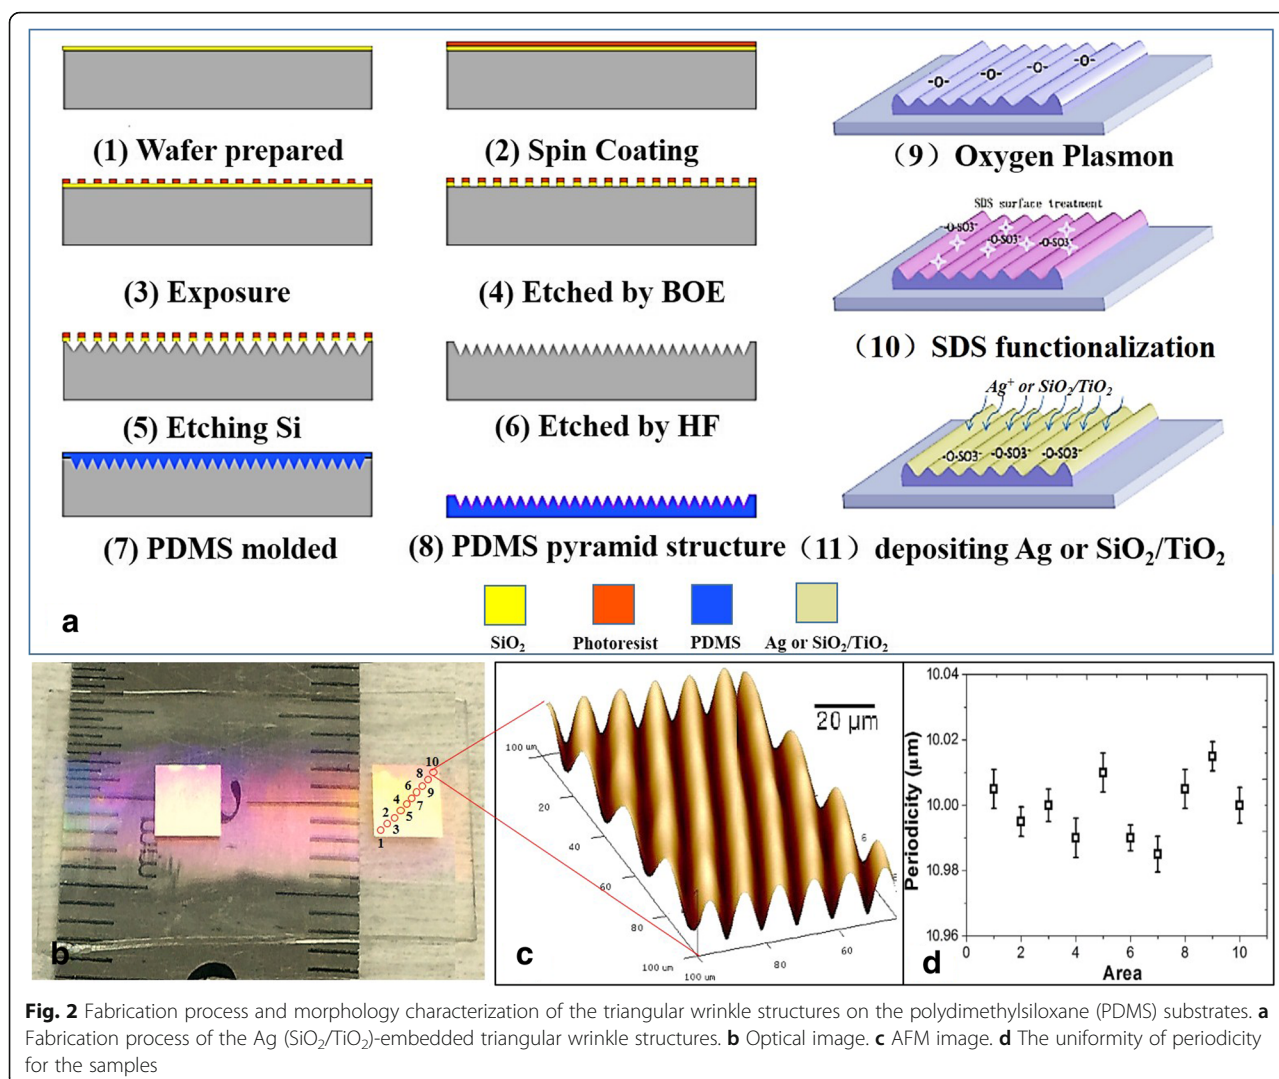 (1) Wafer prepared
(2) Spin Coating
-O-
-O-
-O-
-O-
（9）Oxygen Plasmon
(3) Exposure
(4) Etched by BOE
SDS surface treatment
-O-SO3⁻
-O-SO3⁻
-O-SO3⁻
（10）SDS functionalization
(5) Etching Si
(6) Etched by HF
Ag⁺ or SiO₂/TiO₂
-O-SO3⁻ -O-SO3⁻ -O-SO3⁻
(7) PDMS molded
(8) PDMS pyramid structure
（11）depositing Ag or SiO₂/TiO₂
a
SiO₂
Photoresist
PDMS
Ag or SiO₂/TiO₂
mm
1
2
3
4
5
6
7
8
9
10
b
20 μm
100 um
20
40
60
80
100 um
100 um
80
60
c
10.04
10.02
10.00
10.98
10.96
Periodicity (μm)
0 2 4 6 8 10
Area
d
Fig. 2 Fabrication process and morphology characterization of the triangular wrinkle structures on the polydimethylsiloxane (PDMS) substrates. a
Fabrication process of the Ag (SiO₂/TiO₂)-embedded triangular wrinkle structures. b Optical image. c AFM image. d The uniformity of periodicity
for the samples